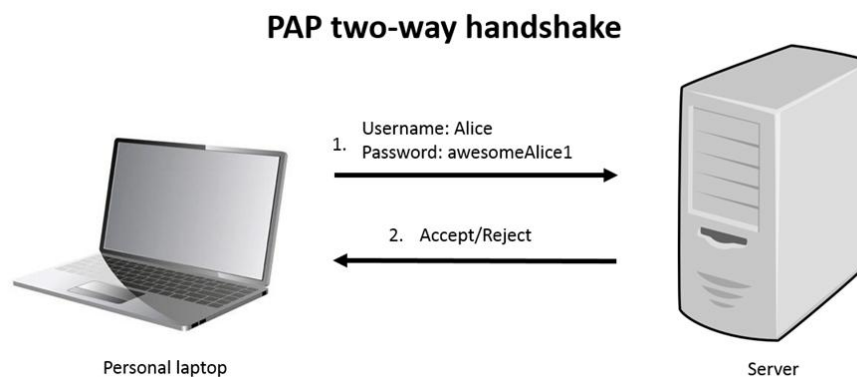 PAP two-way handshake
1. Username: Alice
Password: awesomeAlice1
2. Accept/Reject
Personal laptop
Server